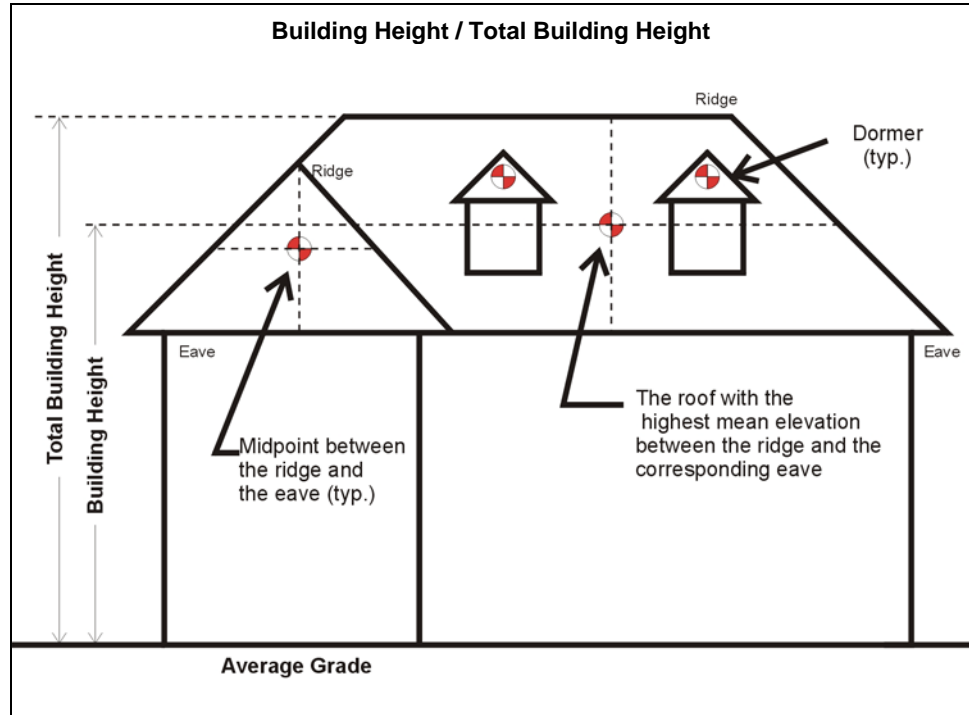 Building Height / Total Building Height
Ridge
Dormer
(typ.)
Ridge
Total Building Height
Building Height
Eave
Eave
Midpoint between
the ridge and
the eave (typ.)
The roof with the
highest mean elevation
between the ridge and the
corresponding eave
Average Grade